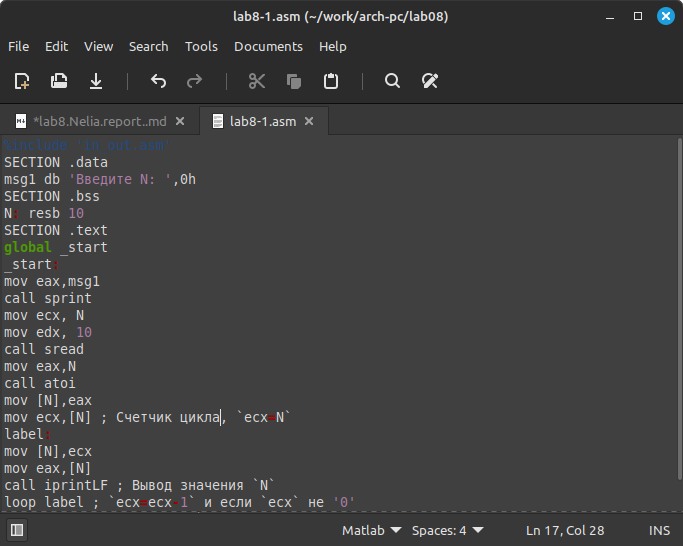 lab8-1.asm (~/work/arch-pc/lab08)
File Edit View Search Tools Documents Help
*lab8.Nelia.report..md lab8-1.asm
%include 'in_out.asm'
SECTION .data
msg1 db 'Введите N: ',0h
SECTION .bss
N: resb 10
SECTION .text
global _start
_start:
mov eax,msg1
call sprint
mov ecx, N
mov edx, 10
call sread
mov eax,N
call atoi
mov [N],eax
mov ecx,[N] ; Счетчик цикла, `ecx=N`
label:
mov [N],ecx
mov eax,[N]
call iprintLF ; Вывод значения `N`
loop label ; `ecx=ecx-1` и если `ecx` не '0'
Matlab Spaces: 4 Ln 17, Col 28 INS